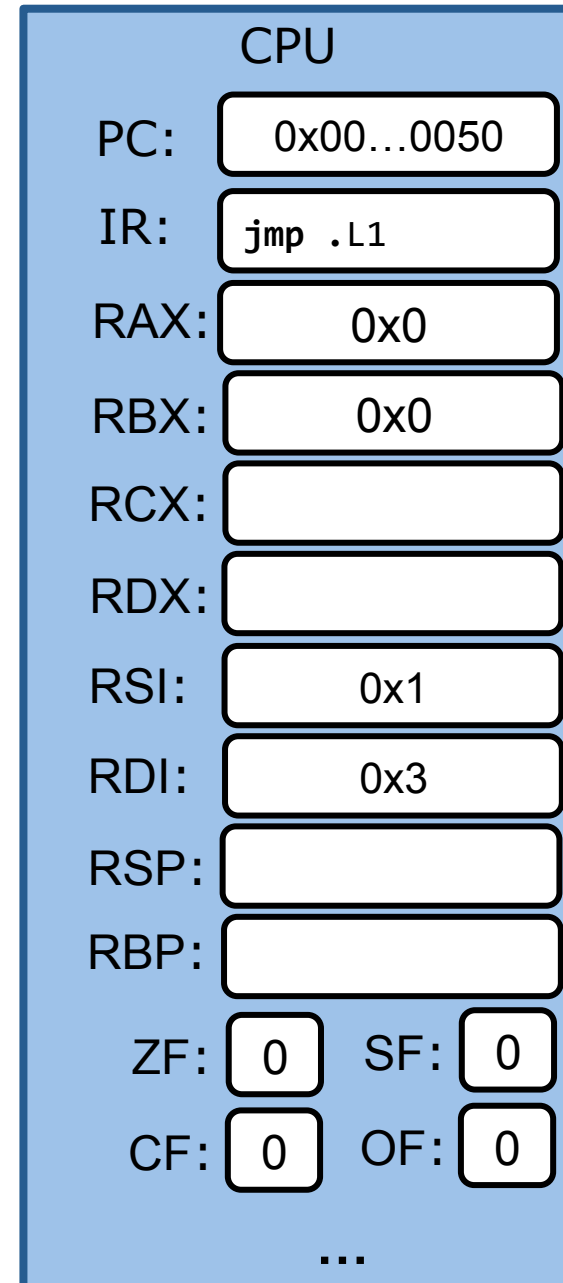 CPU
PC: 0x00...0050
IR: jmp .L1
RAX: 0x0
RBX: 0x0
RCX:
RDX:
RSI: 0x1
RDI: 0x3
RSP:
RBP:
ZF: 0 SF: 0
CF: 0 OF: 0
...